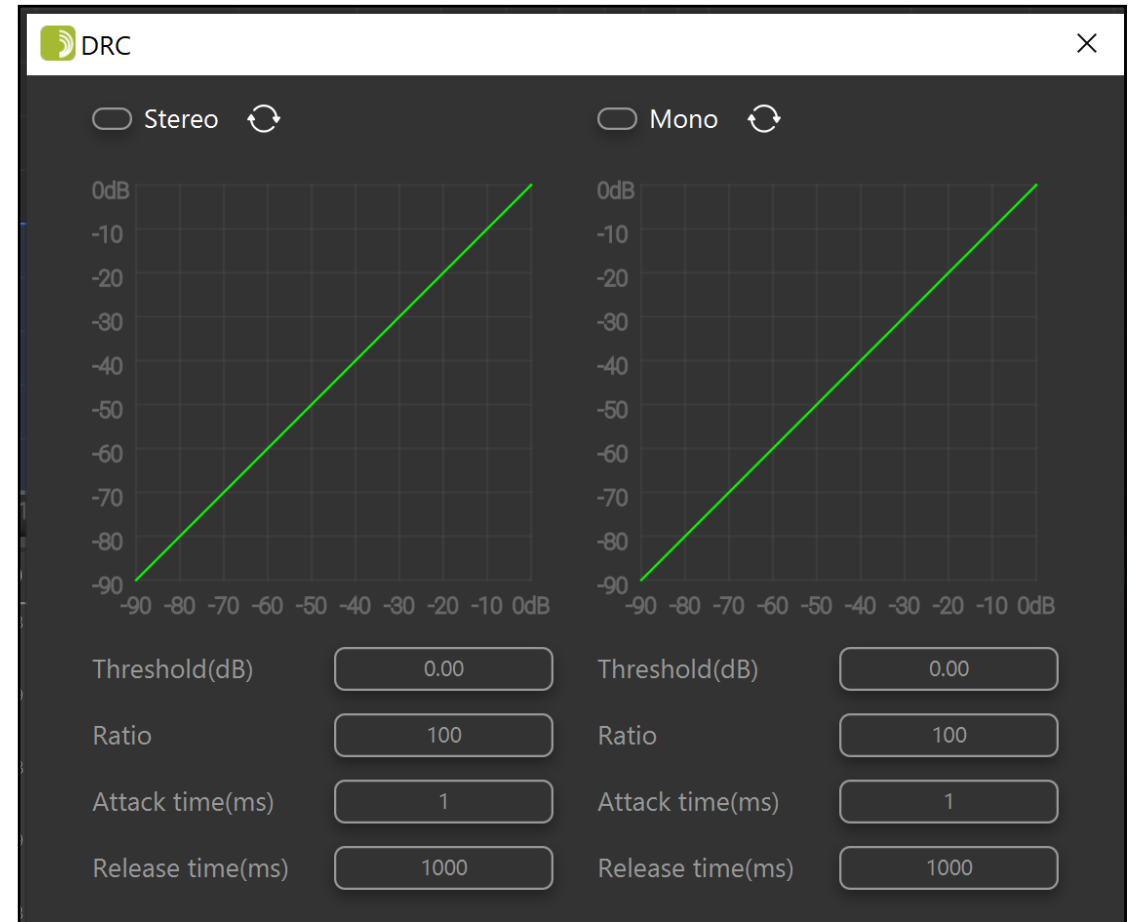 DRC
Stereo
Mono
0dB
-10
-20
-30
-40
-50
-60
-70
-80
-90
-90 -80 -70 -60 -50 -40 -30 -20 -10 0dB
0dB
-10
-20
-30
-40
-50
-60
-70
-80
-90
-90 -80 -70 -60 -50 -40 -30 -20 -10 0dB
Threshold(dB) 0.00
Ratio 100
Attack time(ms) 1
Release time(ms) 1000
Threshold(dB) 0.00
Ratio 100
Attack time(ms) 1
Release time(ms) 1000